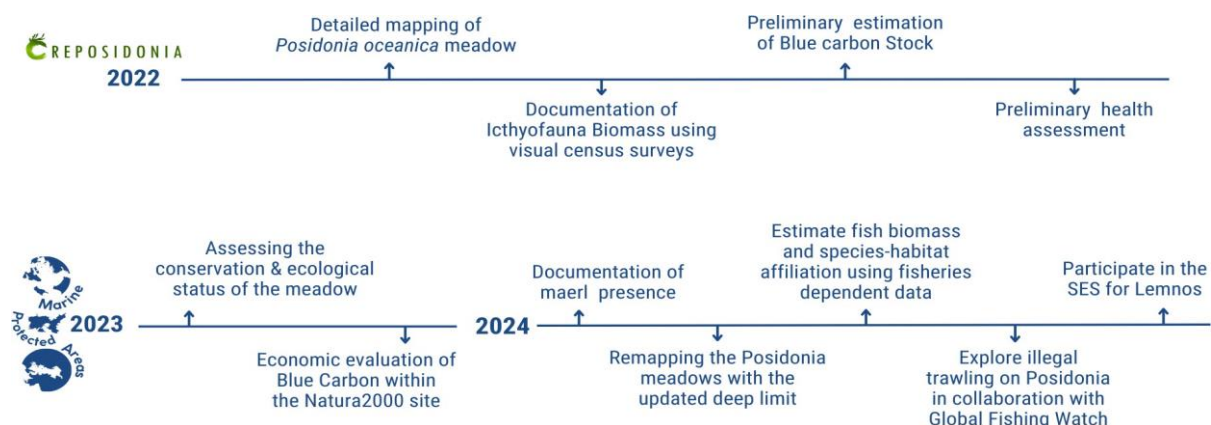 CREPOSIDONIA
2022
Detailed mapping of
Posidonia oceanica meadow
Documentation of
Icthyofauna Biomass using
visual census surveys
Preliminary estimation
of Blue carbon Stock
Preliminary health
assessment
Marine
Protected Areas
2023
Assessing the
conservation & ecological
status of the meadow
Economic evaluation of
Blue Carbon within
the Natura2000 site
2024
Documentation of
maerl presence
Remapping the Posidonia
meadows with the
updated deep limit
Estimate fish biomass
and species-habitat
affiliation using fisheries
dependent data
Explore illegal
trawling on Posidonia
in collaboration with
Global Fishing Watch
Participate in the
SES for Lemnos